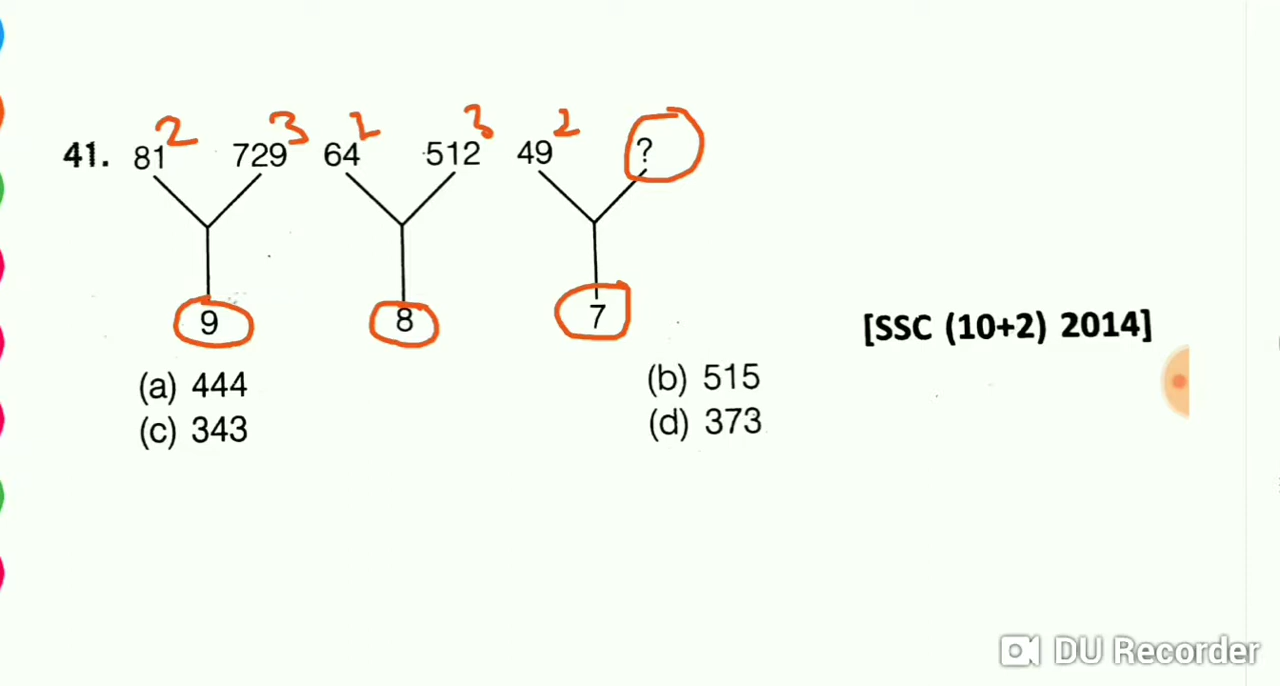 2 3 2 3 2
41. 81 729 64 512 49 ?
9 8 7
[SSC (10+2) 2014]
(a) 444 (b) 515
(c) 343 (d) 373
DU Recorder